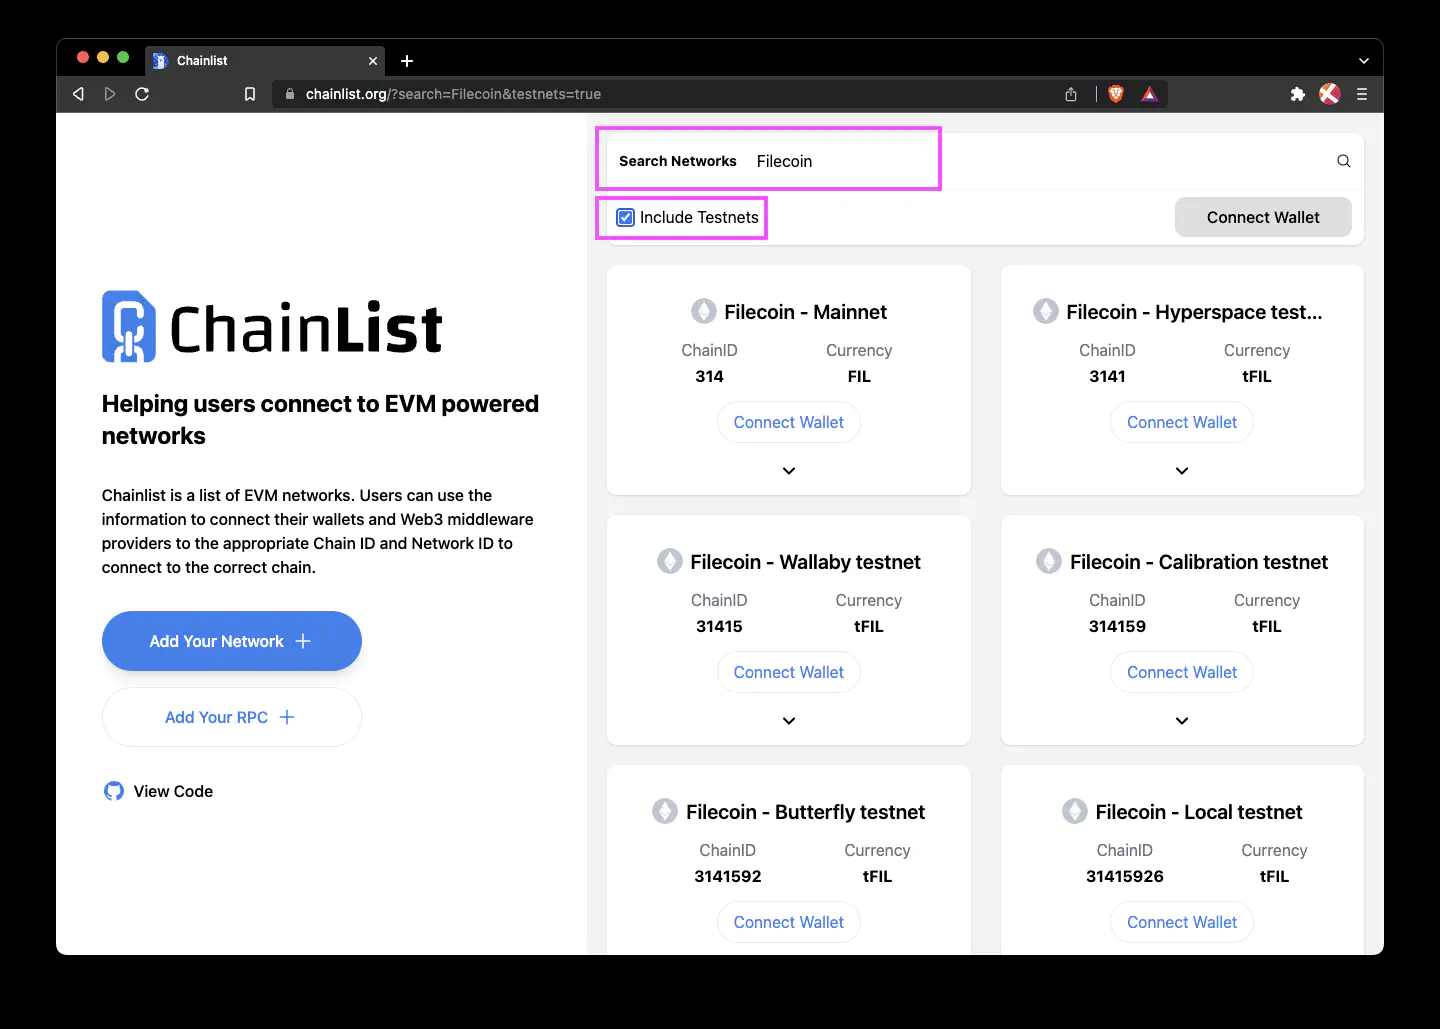 Chainlist
chainlist.org/?search=Filecoin&testnets=true
ChainList
Helping users connect to EVM powered
networks
Chainlist is a list of EVM networks. Users can use the
information to connect their wallets and Web3 middleware
providers to the appropriate Chain ID and Network ID to
connect to the correct chain.
Add Your Network
Add Your RPC
View Code
Search Networks Filecoin
Include Testnets
Connect Wallet
Filecoin - Mainnet
ChainID Currency
314 FIL
Connect Wallet
Filecoin - Hyperspace test...
ChainID Currency
3141 tFIL
Connect Wallet
Filecoin - Wallaby testnet
ChainID Currency
31415 tFIL
Connect Wallet
Filecoin - Calibration testnet
ChainID Currency
314159 tFIL
Connect Wallet
Filecoin - Butterfly testnet
ChainID Currency
3141592 tFIL
Connect Wallet
Filecoin - Local testnet
ChainID Currency
31415926 tFIL
Connect Wallet